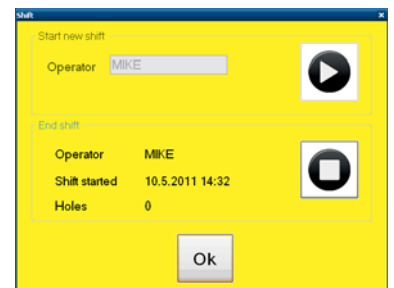 Shift
Start new shift
Operator MIKE
End shift
Operator MIKE
Shift started 10.5.2011 14:32
Holes 0
Ok